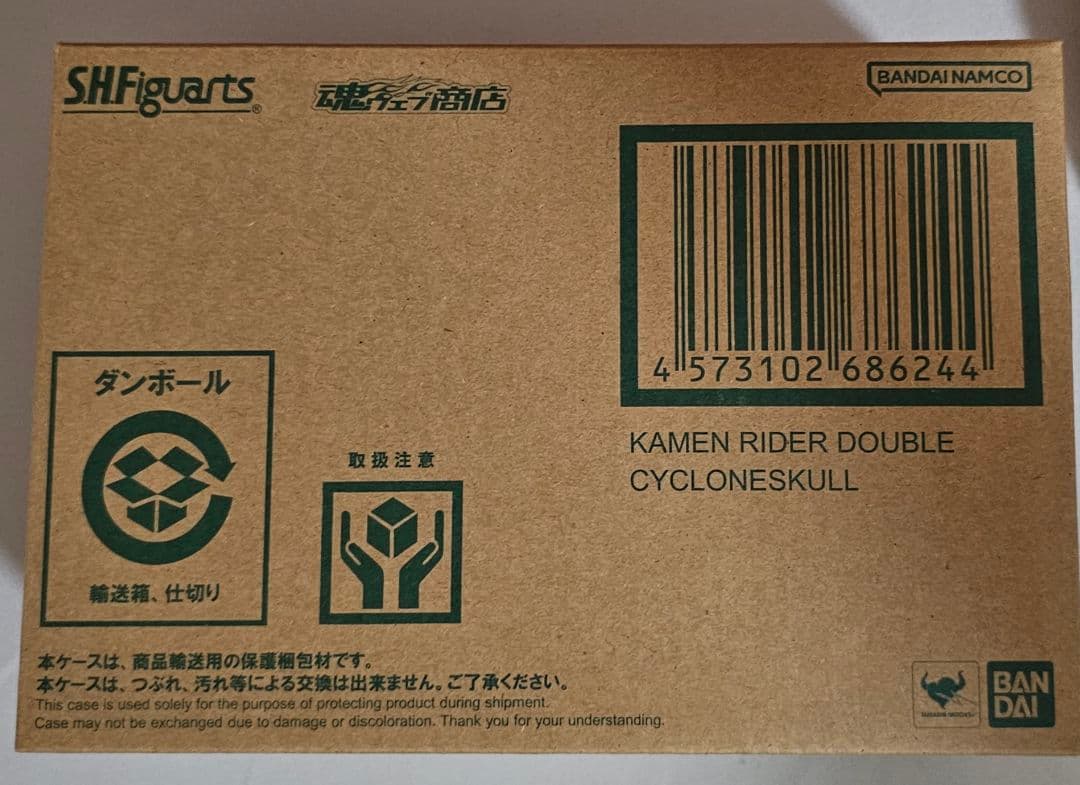 S.H.Figuarts®
魂ウェブ商店
BANDAI NAMCO
4 573102 686244
KAMEN RIDER DOUBLE
CYCLONESKULL
ダンボール
輸送箱、仕切り
取扱注意
本ケースは、商品輸送用の保護梱包材です。
本ケースは、つぶれ、汚れ等による交換は出来ません。ご了承ください。
This case is used solely for the purpose of protecting product during shipment.
Case may not be exchanged due to damage or discoloration. Thank you for your understanding.
TAMASHII NATIONS
BAN
DAI